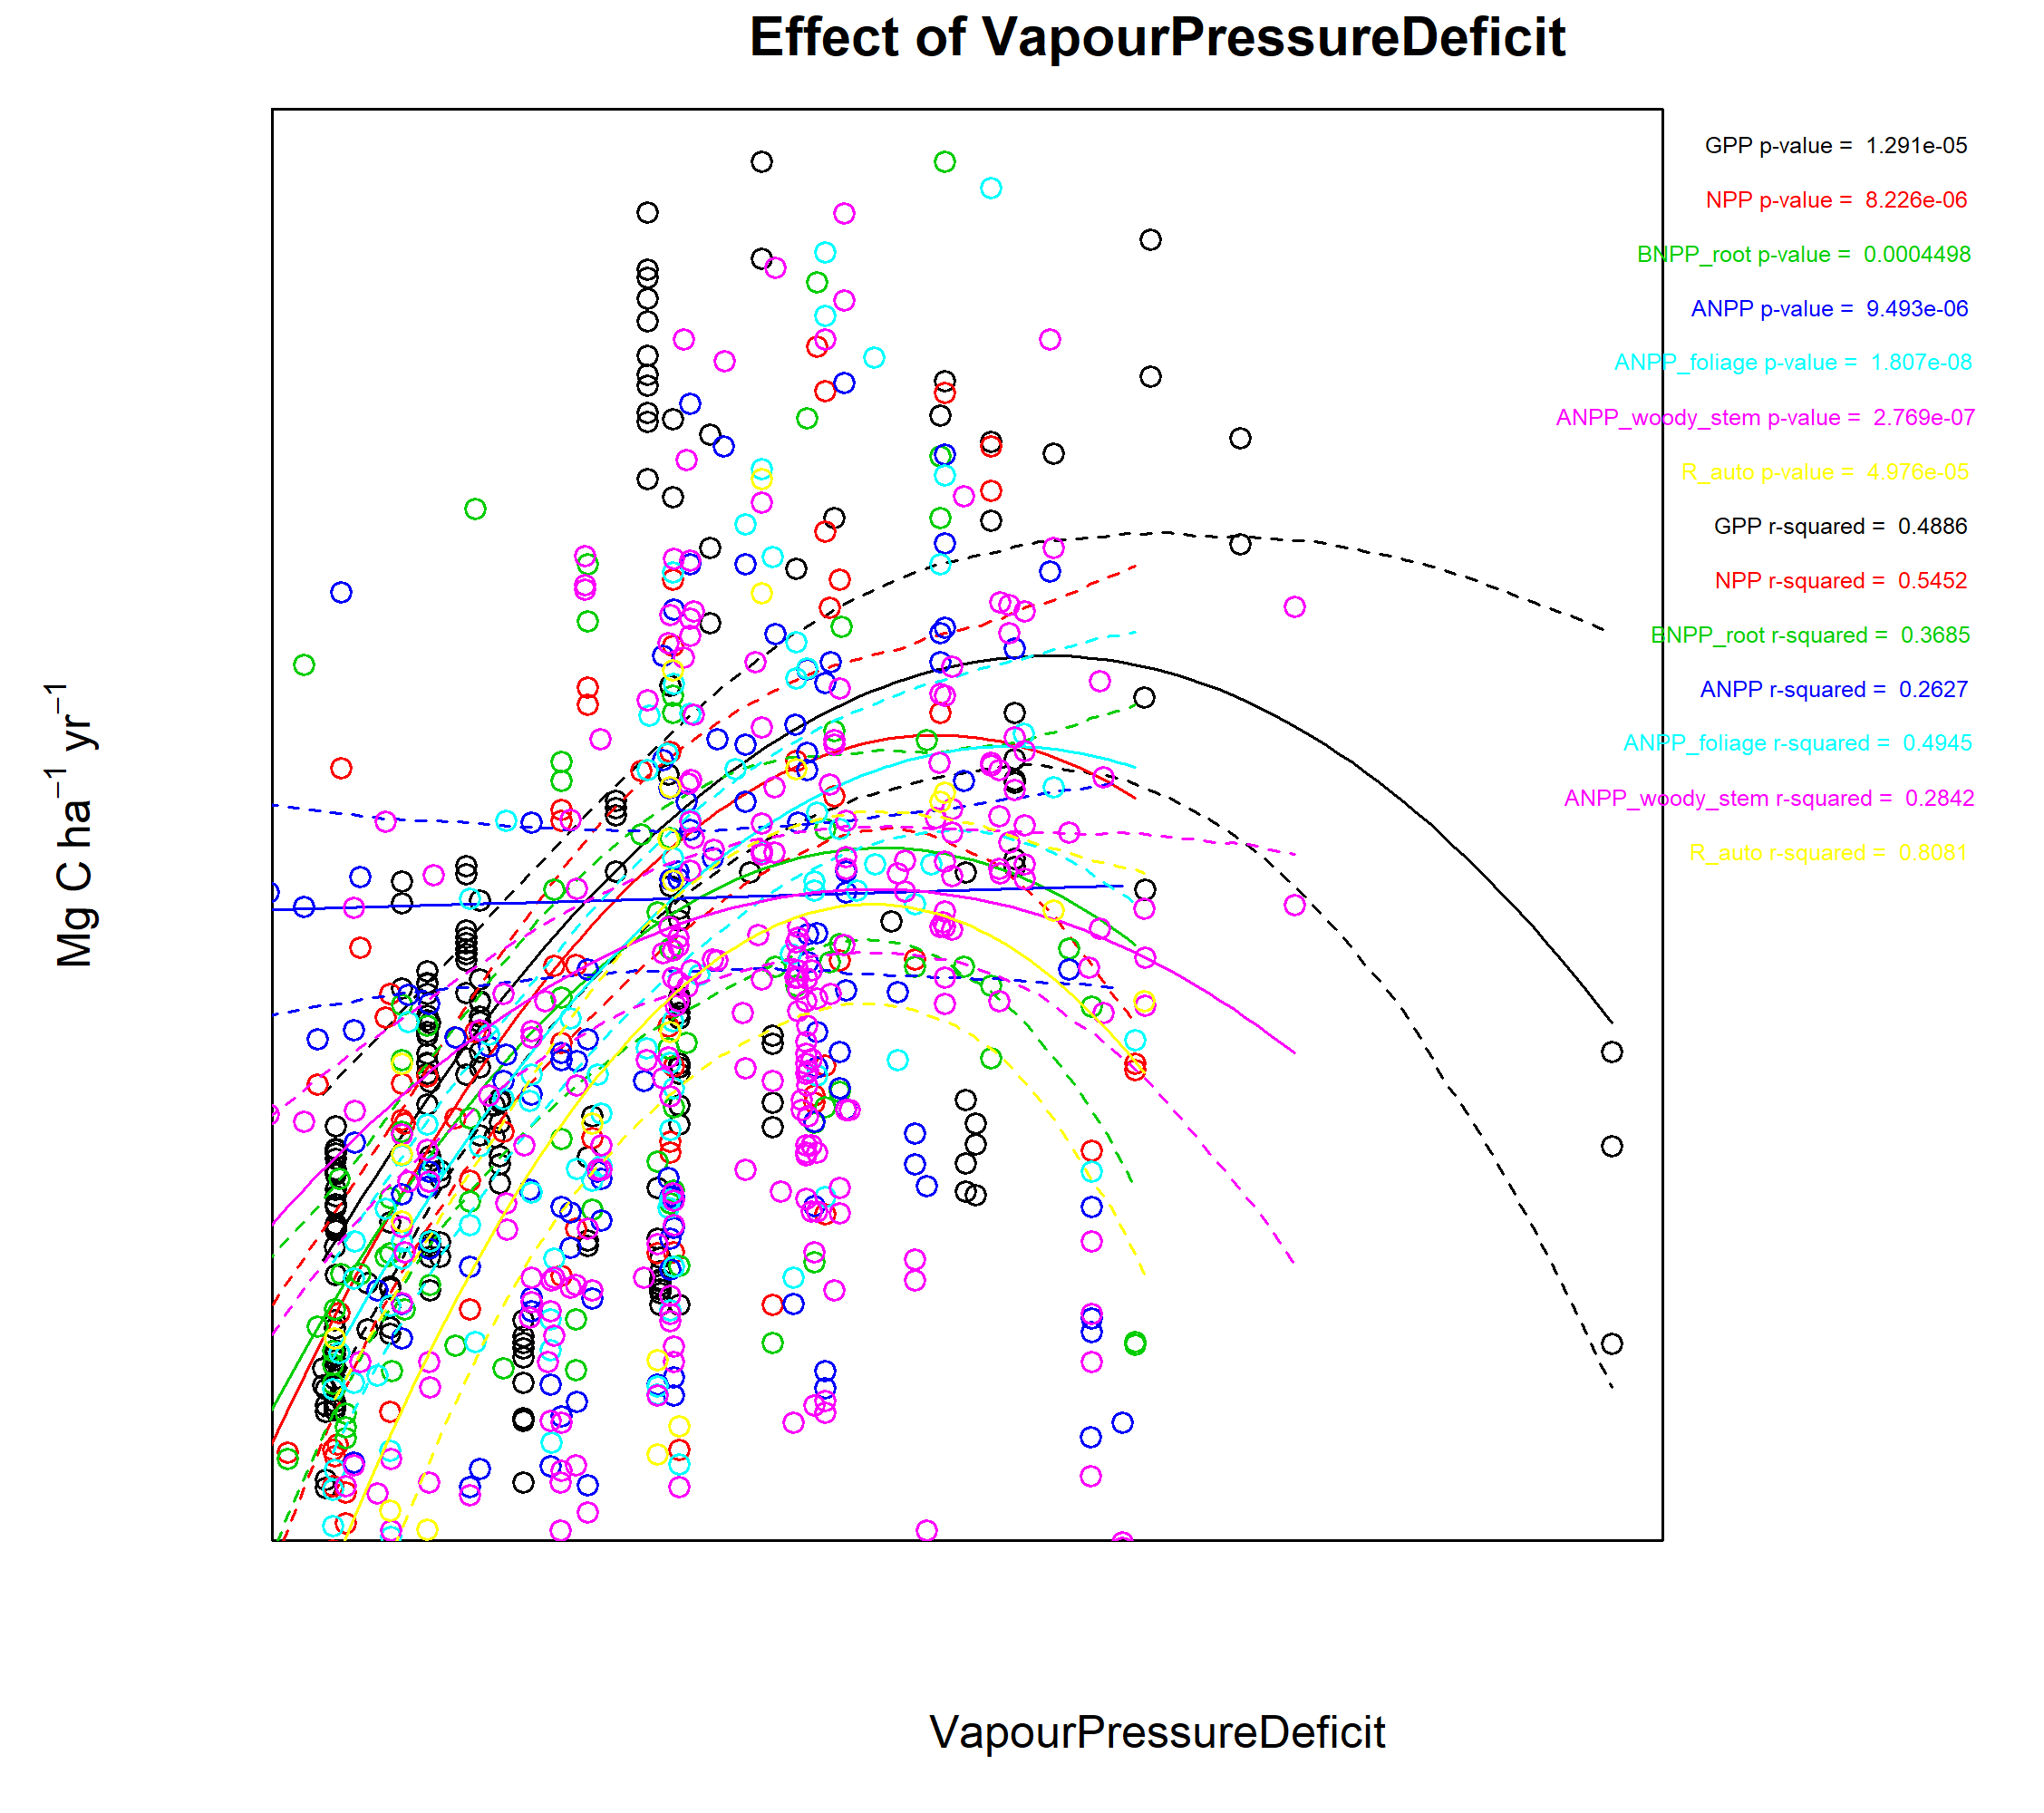 Effect of VapourPressureDeficit
GPP p-value = 1.291e-05
NPP p-value = 8.226e-06
BNPP_root p-value = 0.0004498
ANPP p-value = 9.493e-06
ANPP_foliage p-value = 1.807e-08
ANPP_woody_stem p-value = 2.769e-07
R_auto p-value = 4.976e-05
GPP r-squared = 0.4886
NPP r-squared = 0.5452
BNPP_root r-squared = 0.3685
ANPP r-squared = 0.2627
ANPP_foliage r-squared = 0.4945
ANPP_woody_stem r-squared = 0.2842
R_auto r-squared = 0.8081
Mg C ha⁻¹ yr⁻¹
VapourPressureDeficit